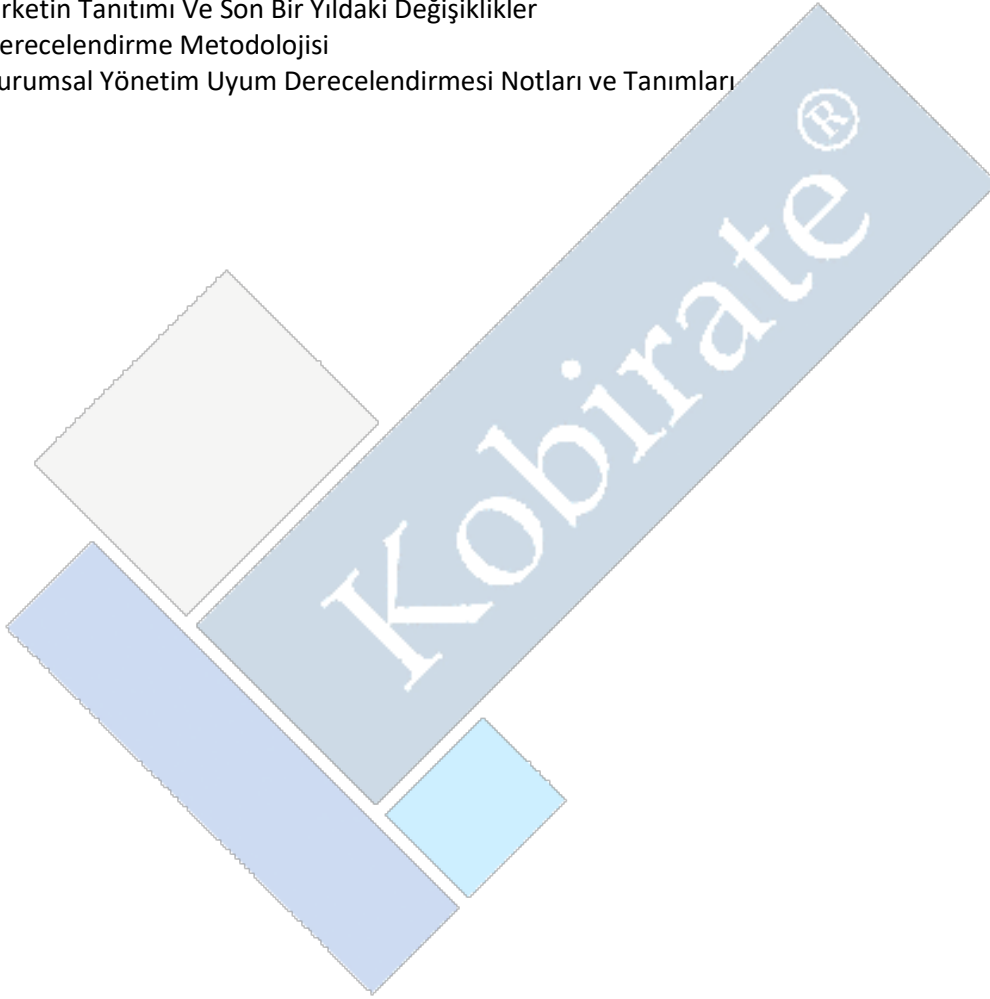 rketin Tanıtımı Ve Son Bir Yıldaki Değişiklikler
erecelendirme Metodolojisi
urumsal Yönetim Uyum Derecelendirmesi Notları ve Tanımları
Kobirate®